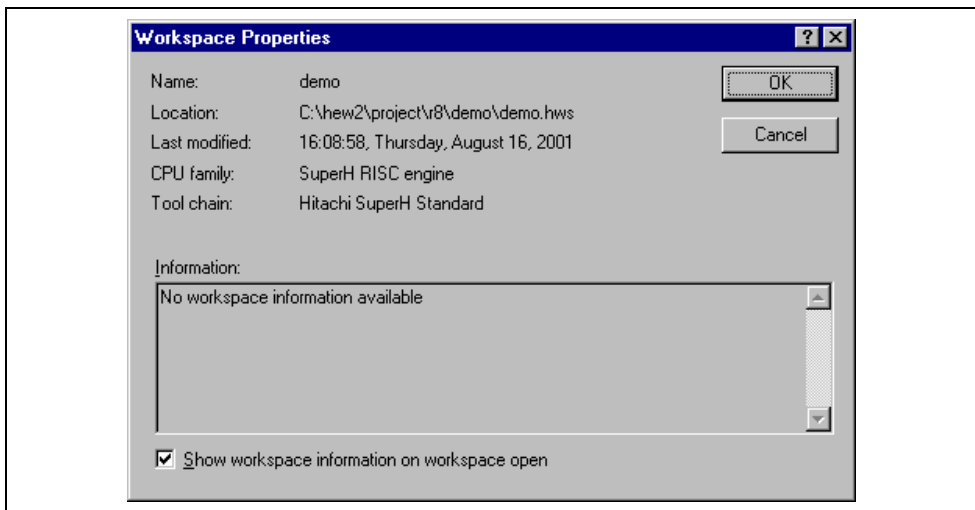 Workspace Properties
Name: demo
OK
Location: C:\hew2\project\r8\demo\demo.hws
Last modified: 16:08:58, Thursday, August 16, 2001
Cancel
CPU family: SuperH RISC engine
Tool chain: Hitachi SuperH Standard
Information:
No workspace information available
Show workspace information on workspace open